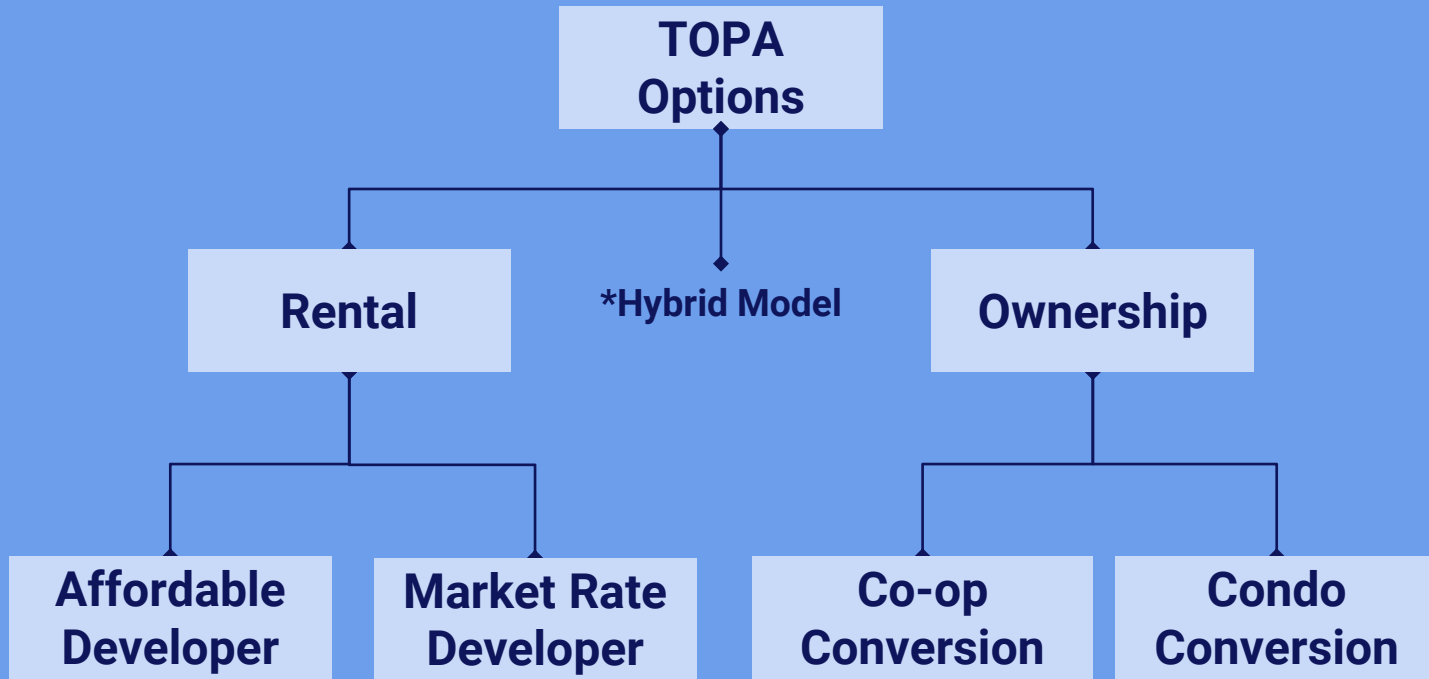 TOPA
Options
Rental
*Hybrid Model
Ownership
Affordable
Developer
Market Rate
Developer
Co-op
Conversion
Condo
Conversion